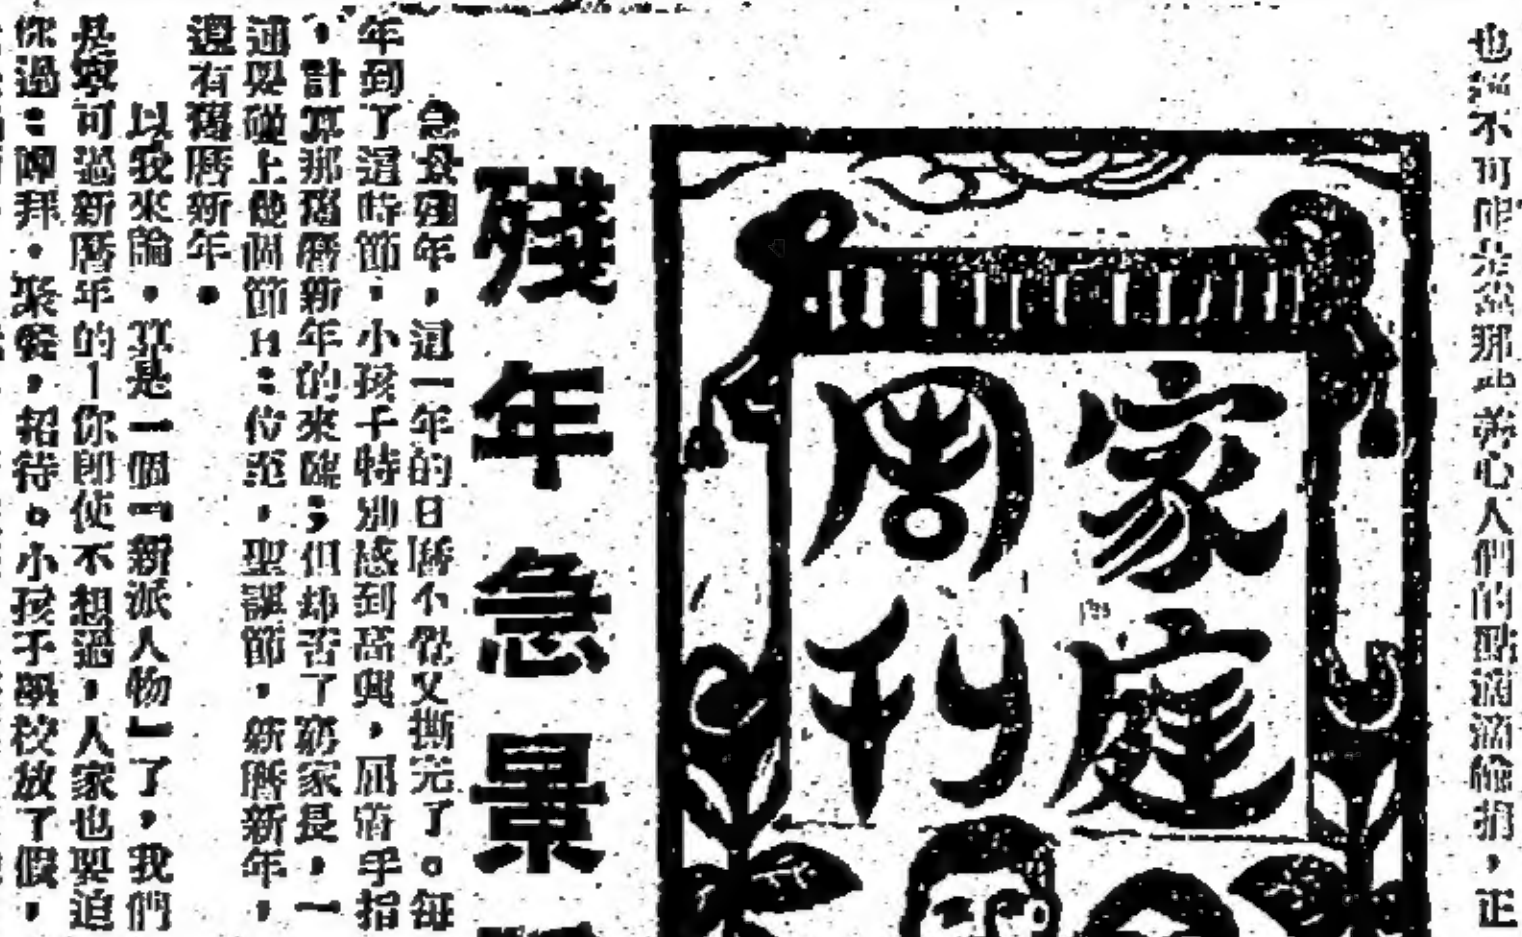 也　不可能　　那　善心人們的點滴滴　捐，正
家庭
周刊
殘年急景
急景殘年，這一年的日曆不覺又撕完了。每
年到了這時節，小孩子特別感到高興，屈着手指
，計算那舊曆新年的來臨；但却苦了窮家長，一
連要碰上幾個節日：冬至，聖誕節，新曆新年，
還有舊曆新年。
以我來論，算是一個「新派人物」了，我們
是寧可過新曆年的—你即使不想過，人家也要迫
你過：　拜，聚餐，招待。小孩子學校放了假，